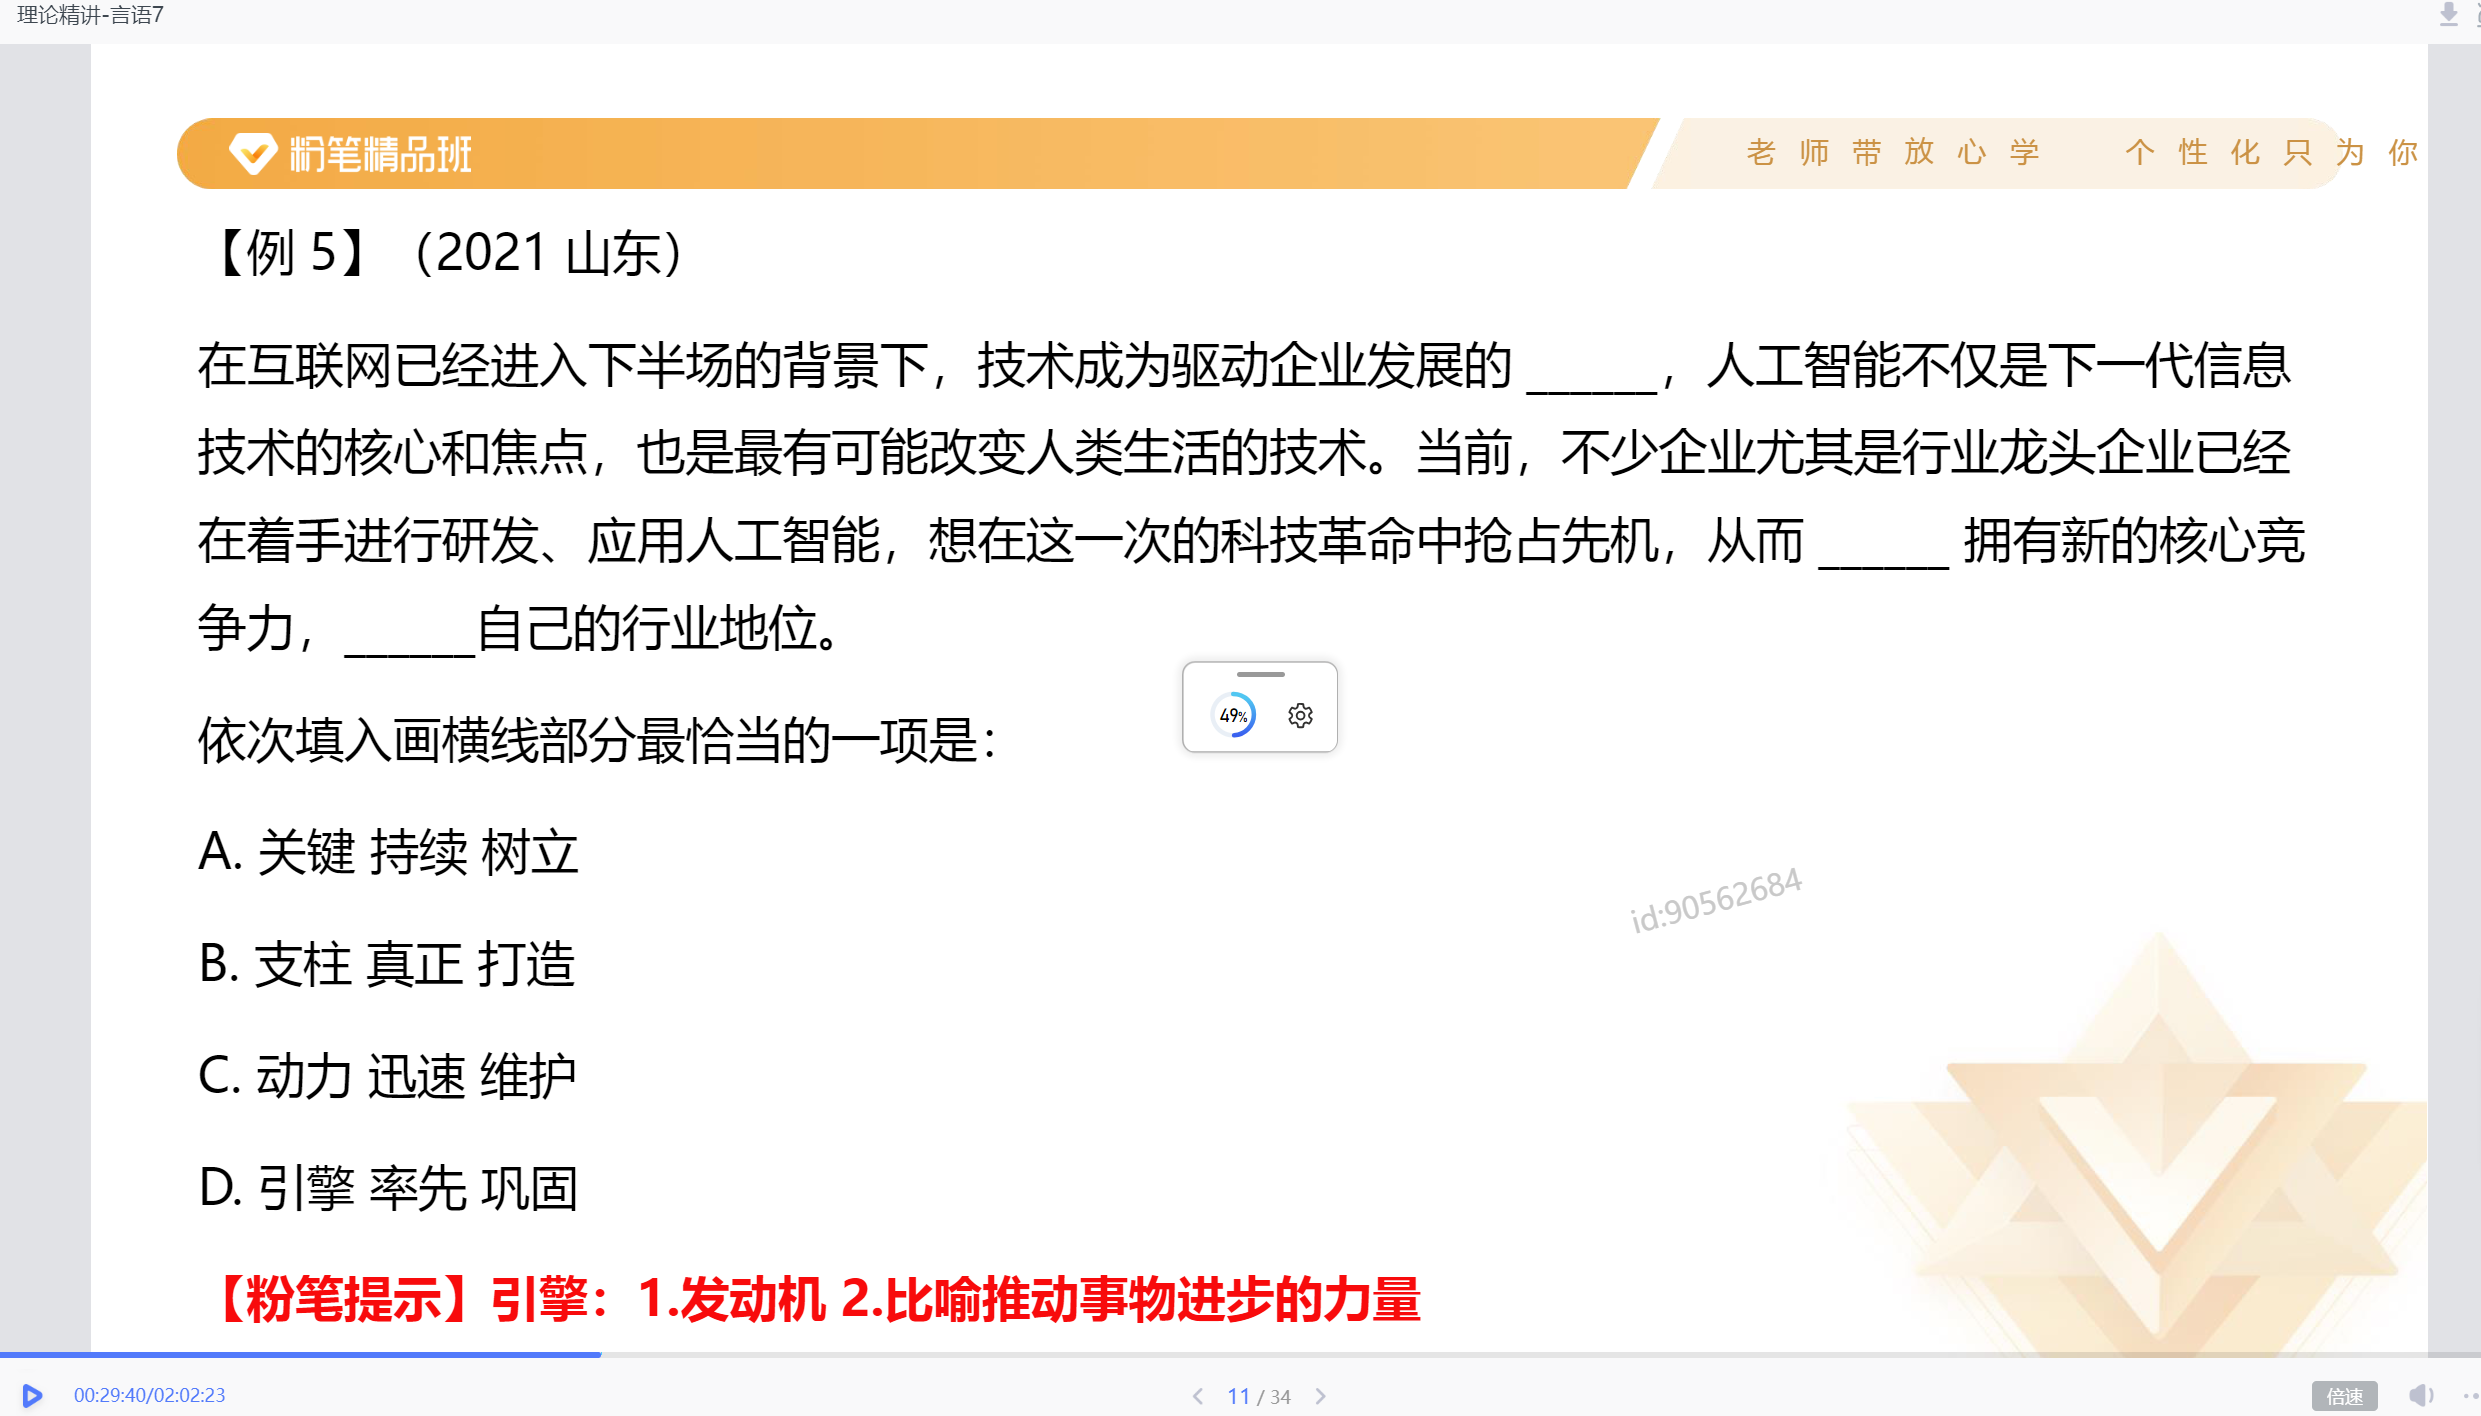 理论精讲-言语7
粉笔精品班
老师带放心学 个性化只为你
【例 5】（2021 山东）
在互联网已经进入下半场的背景下，技术成为驱动企业发展的 ______，人工智能不仅是下一代信息
技术的核心和焦点，也是最有可能改变人类生活的技术。当前，不少企业尤其是行业龙头企业已经
在着手进行研发、应用人工智能，想在这一次的科技革命中抢占先机，从而 ______ 拥有新的核心竞
争力，______自己的行业地位。
49%
依次填入画横线部分最恰当的一项是：
A. 关键 持续 树立
id:90562684
B. 支柱 真正 打造
C. 动力 迅速 维护
D. 引擎 率先 巩固
【粉笔提示】引擎：1.发动机 2.比喻推动事物进步的力量
00:29:40/02:02:23
11 / 34
倍速